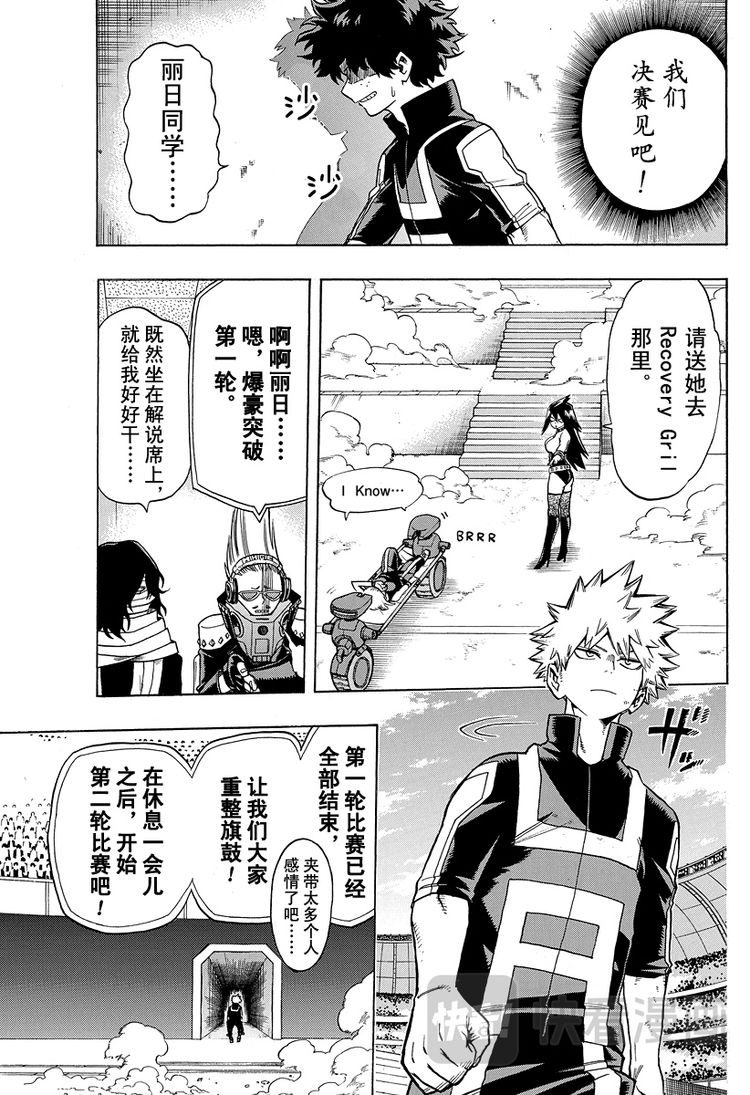 我们
决赛见吧！
沙
沙
丽日同学……
请送她去
Recovery Gril
那里。
I Know…
BRRR
啊啊丽日……
嗯，爆豪突破
第一轮。
既然坐在解说席上，
就给我好好干……
ザッ
第一轮比赛已经
全部结束，
让我们大家
重整旗鼓！
夹带太多个人
感情了吧……
在休息一会儿
之后，开始
第二轮比赛吧！
快看!
快看漫画